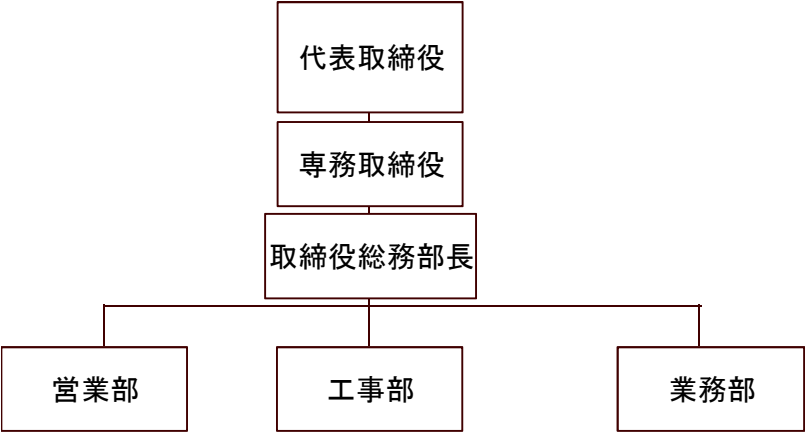 代表取締役
専務取締役
取締役総務部長
営業部
工事部
業務部